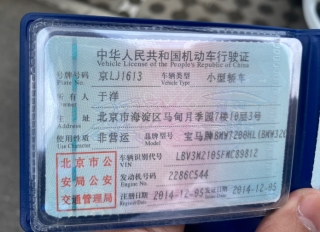 中华人民共和国机动车行驶证
Vehicle License of the People's Republic of China
号牌号码 京LJ1613 车辆类型 小型轿车
Plate No. Vehicle Type
所有人 于洋
Owner
住址 北京市海淀区马甸月季园7楼10层3号
Address
使用性质 非营运 品牌型号 宝马牌BMW7200HL(BMW320
Use Character Model
北京市公 车辆识别代号 LBV3M2105FMC89812
VIN
安局公安 发动机号码 2286C544
Engine No.
交通管理局 注册日期 2014-12-05 发证日期 2014-12-05
Register Date Issue Date